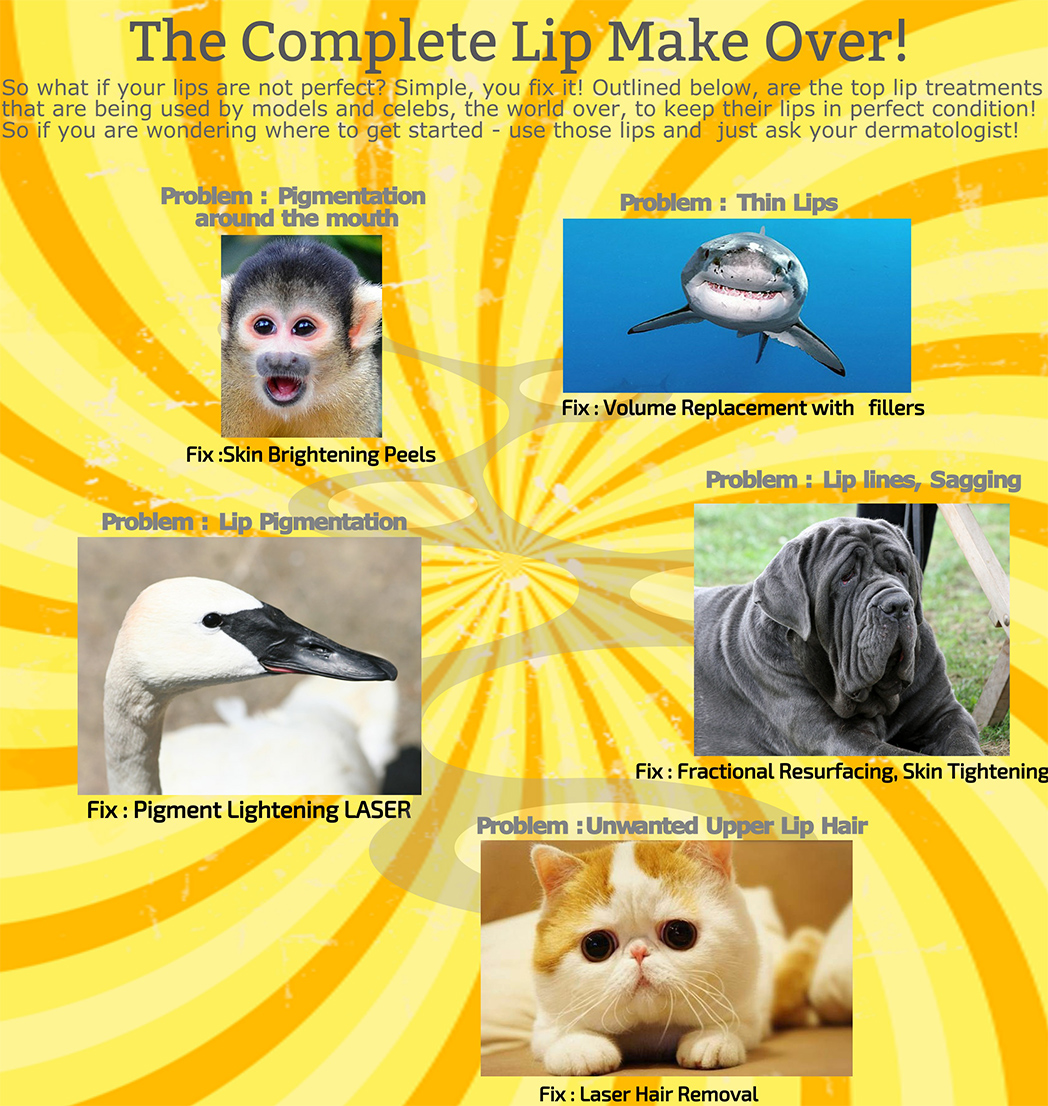 The Complete Lip Make Over!
So what if your lips are not perfect? Simple, you fix it! Outlined below, are the top lip treatments
that are being used by models and celebs, the world over, to keep their lips in perfect condition!
So if you are wondering where to get started - use those lips and  just ask your dermatologist!
Problem : Pigmentation
around the mouth
Fix :Skin Brightening Peels
Problem : Thin Lips
Fix : Volume Replacement with  fillers
Problem : Lip Pigmentation
Fix : Pigment Lightening LASER
Problem : Lip lines, Sagging
Fix : Fractional Resurfacing, Skin Tightening
Problem :Unwanted Upper Lip Hair
Fix : Laser Hair Removal